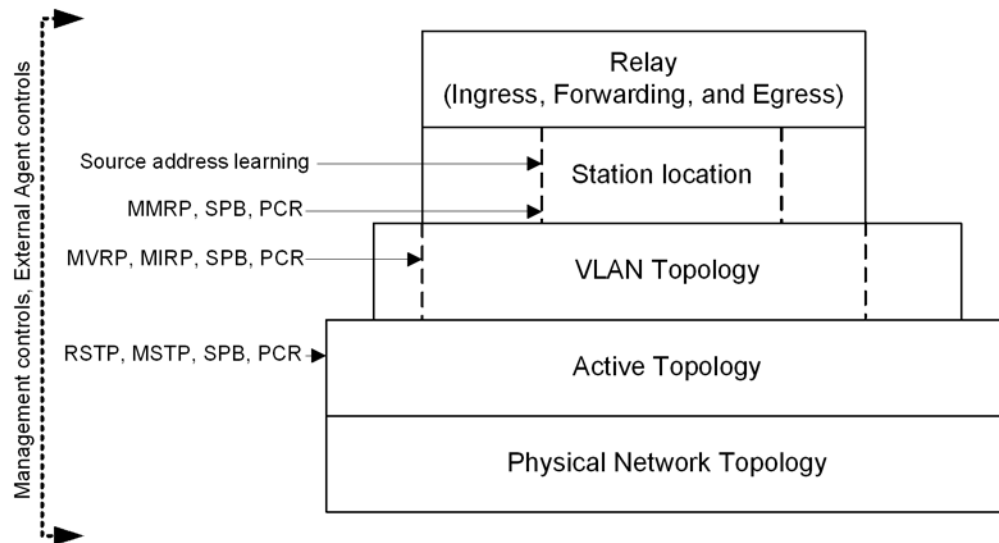 Management controls, External Agent controls
Relay
(Ingress, Forwarding, and Egress)
Source address learning
Station location
MMRP, SPB, PCR
MVRP, MIRP, SPB, PCR
VLAN Topology
RSTP, MSTP, SPB, PCR
Active Topology
Physical Network Topology